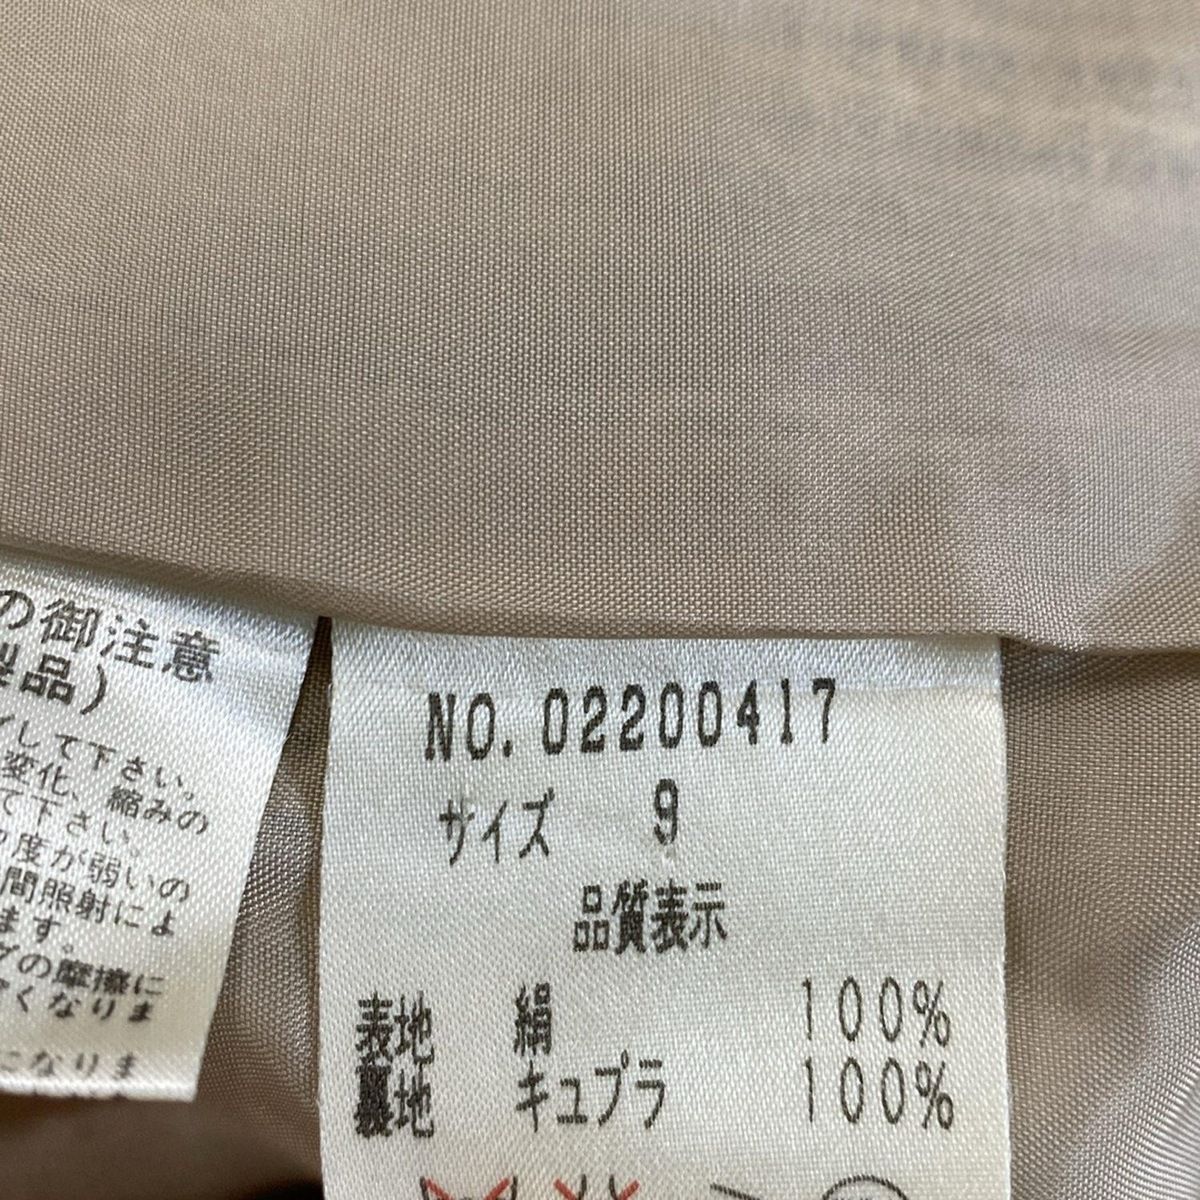 の御注意
製品)
して下さい。
変化、縮みの
て下さい。
度が弱いの
間照射によ
ます。
グの摩擦に
くなりま
になりま
NO.02200417
サイズ 9
品質表示
表地 絹 100%
裏地 キュプラ 100%